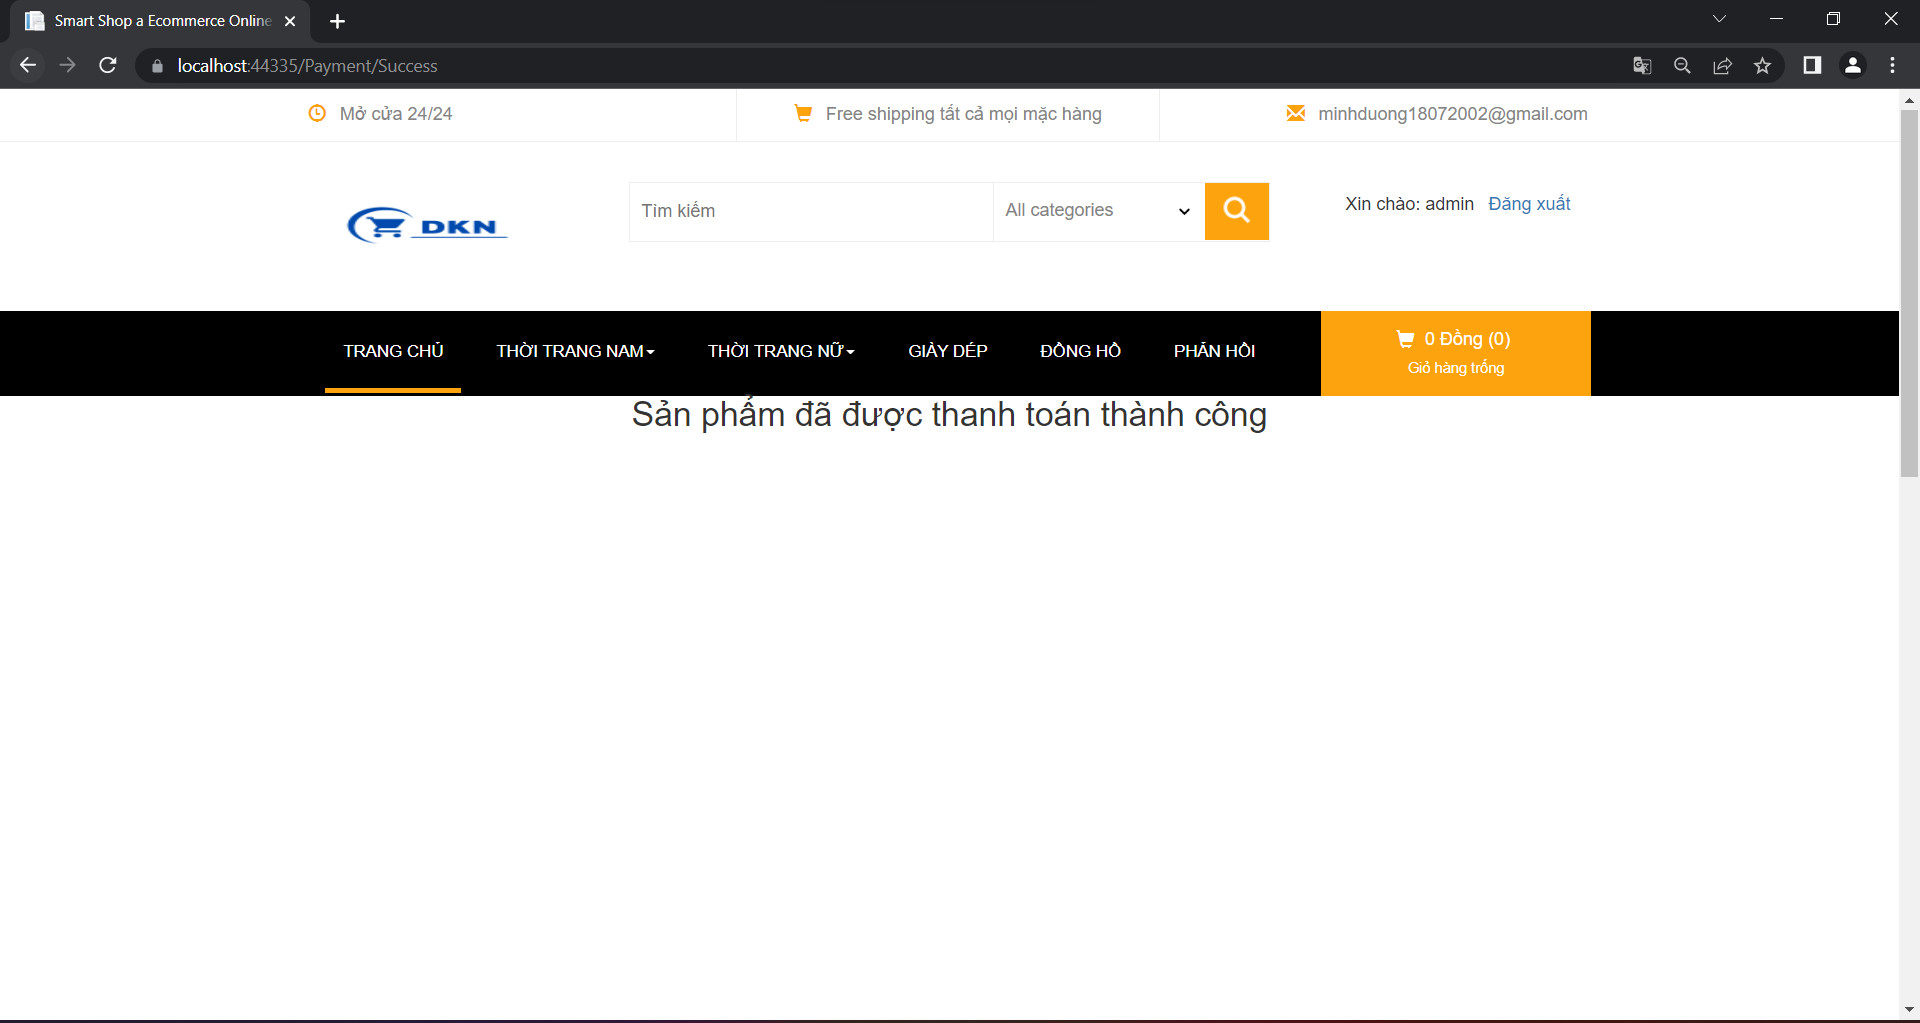 Smart Shop a Ecommerce Online
localhost:44335/Payment/Success
Mở cửa 24/24
Free shipping tất cả mọi mặc hàng
minhduong18072002@gmail.com
DKN
Tìm kiếm
All categories
Xin chào: admin Đăng xuất
TRANG CHỦ
THỜI TRANG NAM
THỜI TRANG NỮ
GIÀY DÉP
ĐỒNG HỒ
PHẢN HỒI
0 Đồng (0)
Giỏ hàng trống
Sản phẩm đã được thanh toán thành công